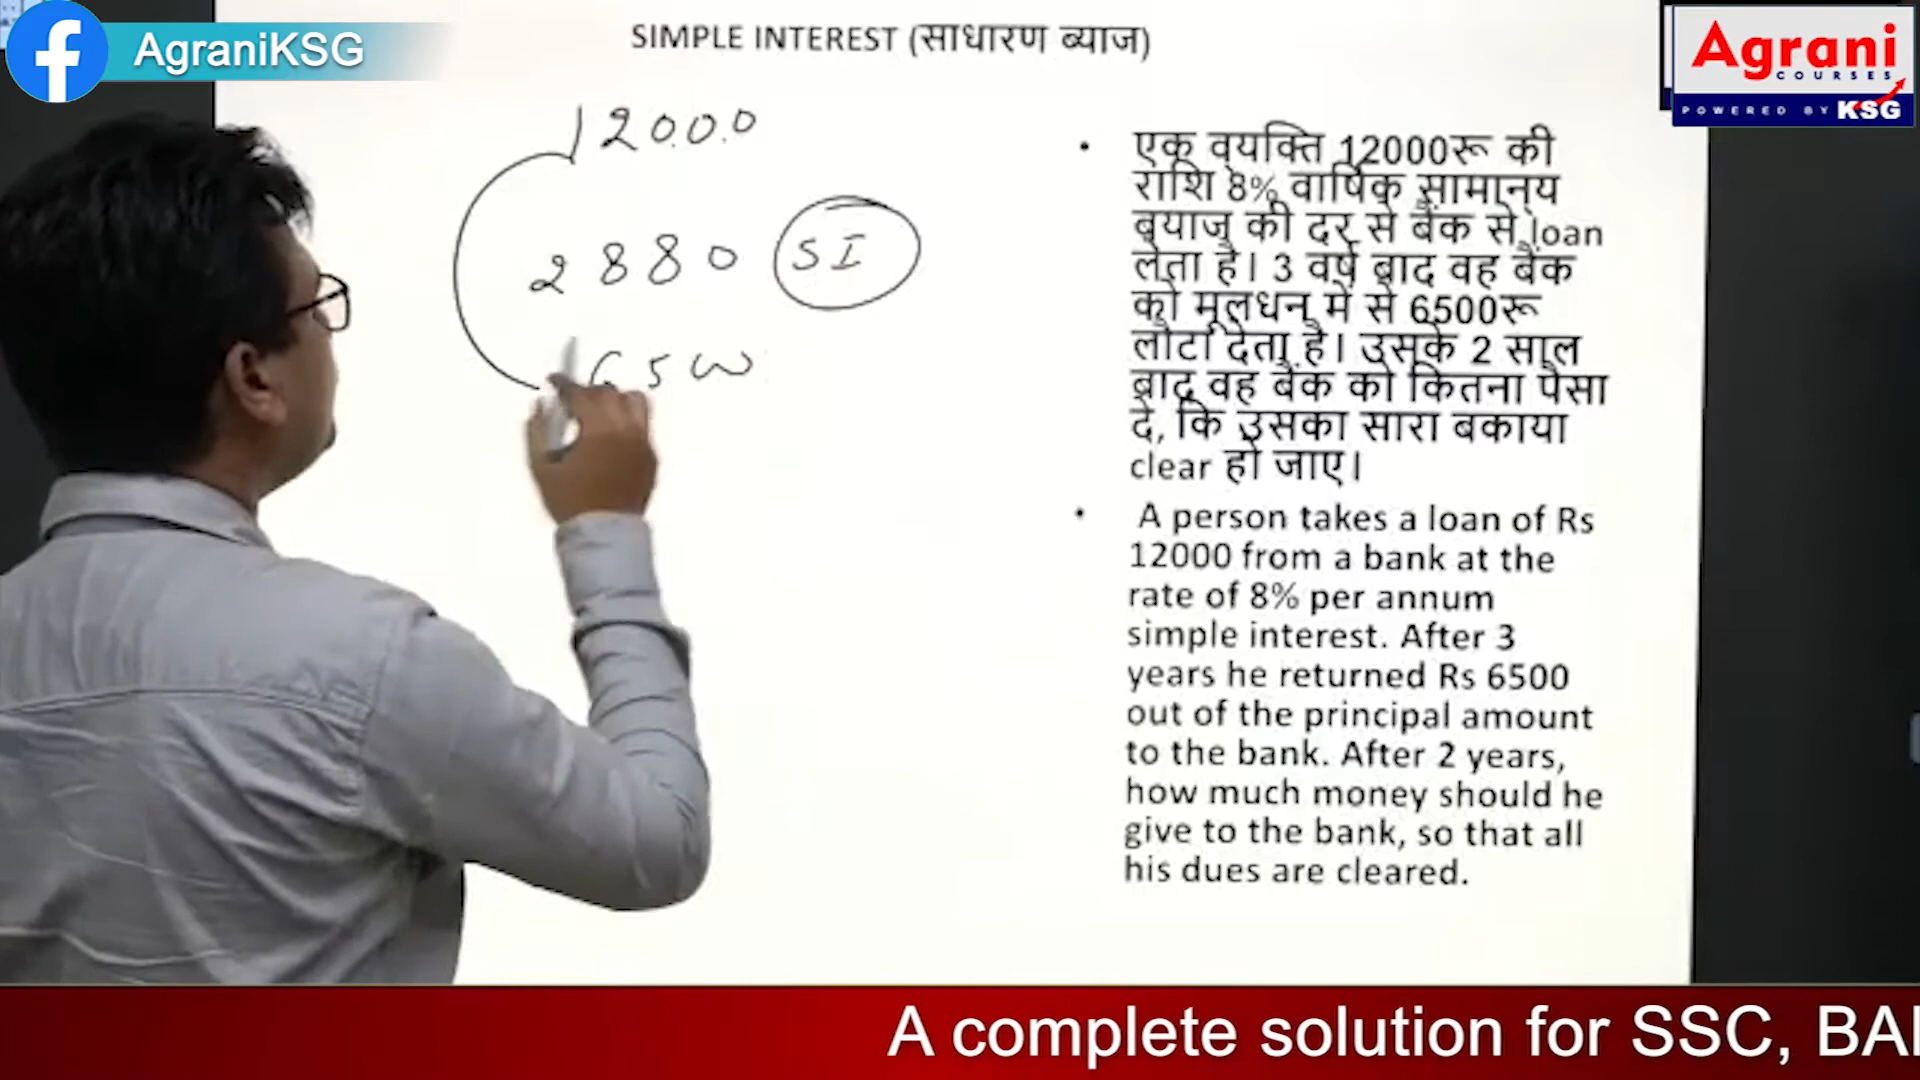 AgraniKSG
SIMPLE INTEREST (साधारण ब्याज)
Agrani
COURSES
POWERED BY KSG
12000
2880 SI
6500
• एक व्यक्ति 12000रू की
राशि 8% वार्षिक सामान्य
ब्याज की दर से बैंक से loan
लेता है। 3 वर्ष बाद वह बैंक
को मूलधन में से 6500रू
लौटा देता है। उसके 2 साल
बाद वह बैंक को कितना पैसा
दे, कि उसका सारा बकाया
clear हो जाए।
• A person takes a loan of Rs
12000 from a bank at the
rate of 8% per annum
simple interest. After 3
years he returned Rs 6500
out of the principal amount
to the bank. After 2 years,
how much money should he
give to the bank, so that all
his dues are cleared.
A complete solution for SSC,